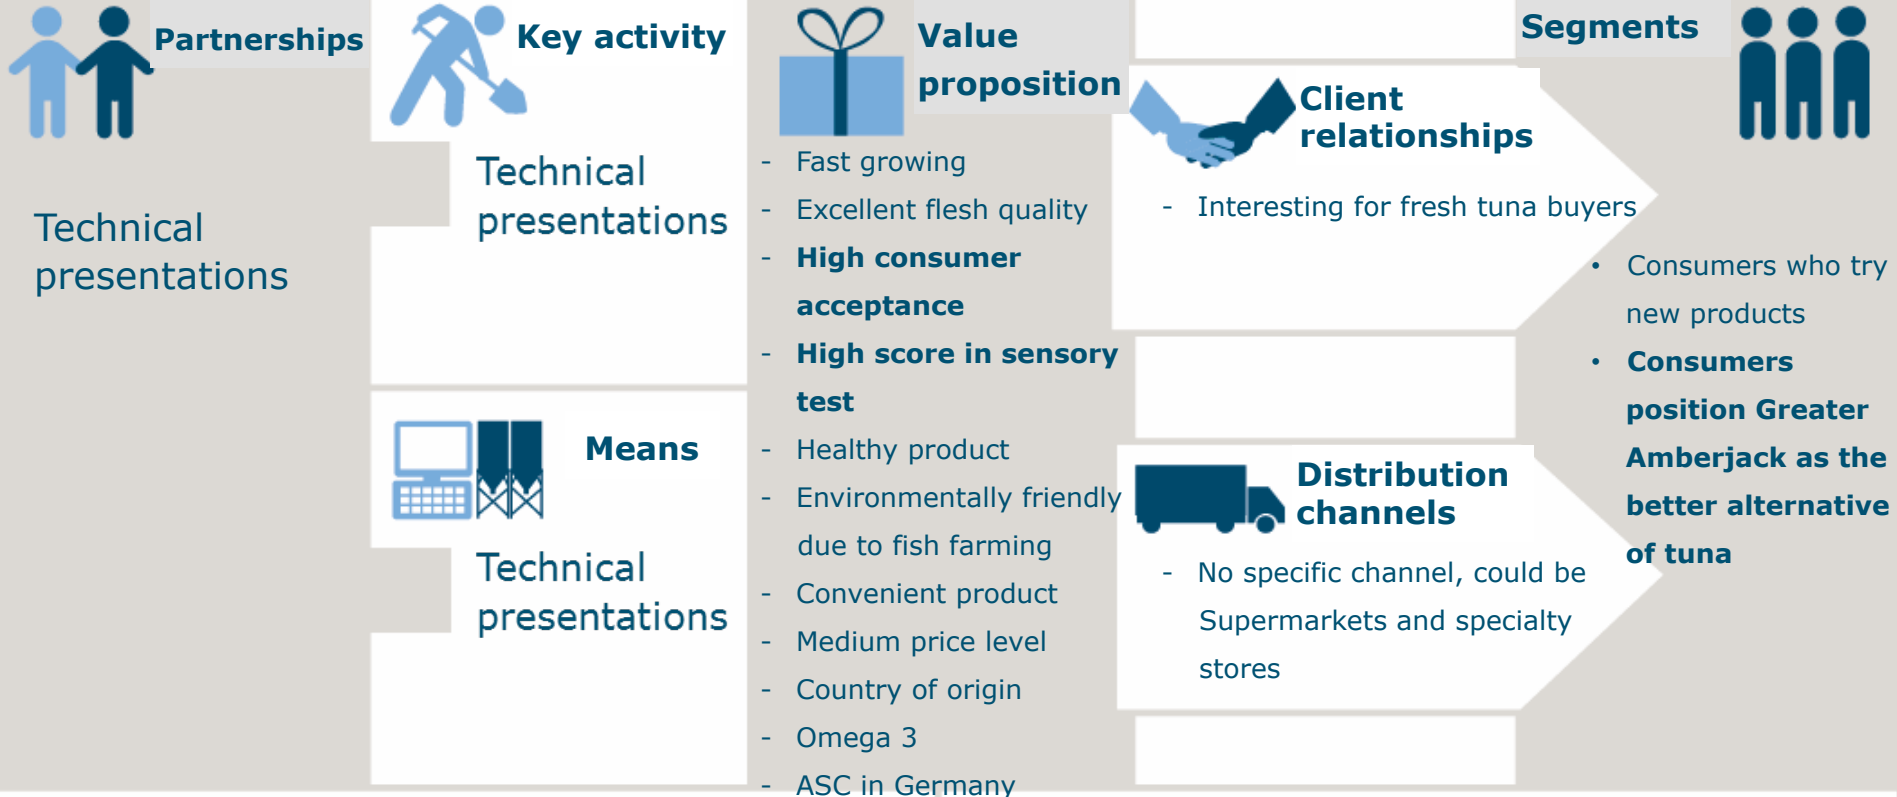 Partnerships
Technical
presentations
Key activity
Technical
presentations
Means
Technical
presentations
Value
proposition
- Fast growing
- Excellent flesh quality
- High consumer
acceptance
- High score in sensory
test
- Healthy product
- Environmentally friendly
due to fish farming
- Convenient product
- Medium price level
- Country of origin
- Omega 3
- ASC in Germany
Client
relationships
- Interesting for fresh tuna buyers
Distribution
channels
- No specific channel, could be
Supermarkets and specialty
stores
Segments
• Consumers who try
new products
• Consumers
position Greater
Amberjack as the
better alternative
of tuna